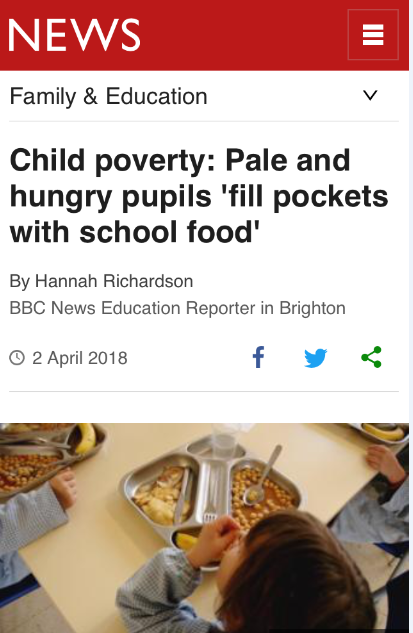 NEWS
Family & Education
Child poverty: Pale and
hungry pupils 'fill pockets
with school food'
By Hannah Richardson
BBC News Education Reporter in Brighton
2 April 2018